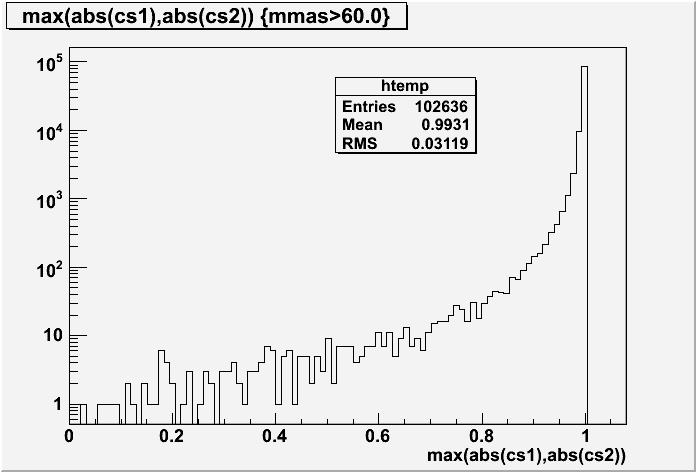 max(abs(cs1),abs(cs2)) {mmas>60.0}
htemp
Entries 102636
Mean 0.9931
RMS 0.03119
10^5
10^4
10^3
10^2
10
1
0 0.2 0.4 0.6 0.8 1
max(abs(cs1),abs(cs2))